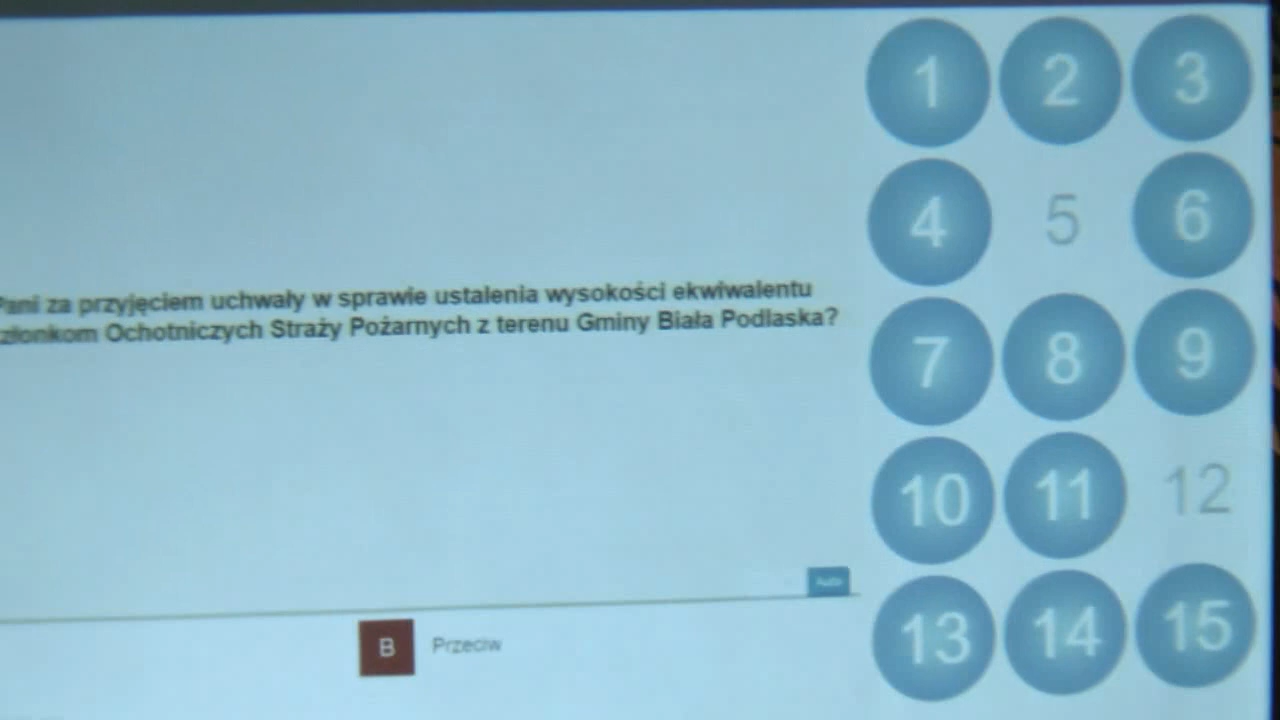 Pani za przyjęciem uchwały w sprawie ustalenia wysokości ekwiwalentu
członkom Ochotniczych Straży Pożarnych z terenu Gminy Biała Podlaska?
1 2 3
4 5 6
7 8 9
10 11 12
13 14 15
Auto
B Przeciw